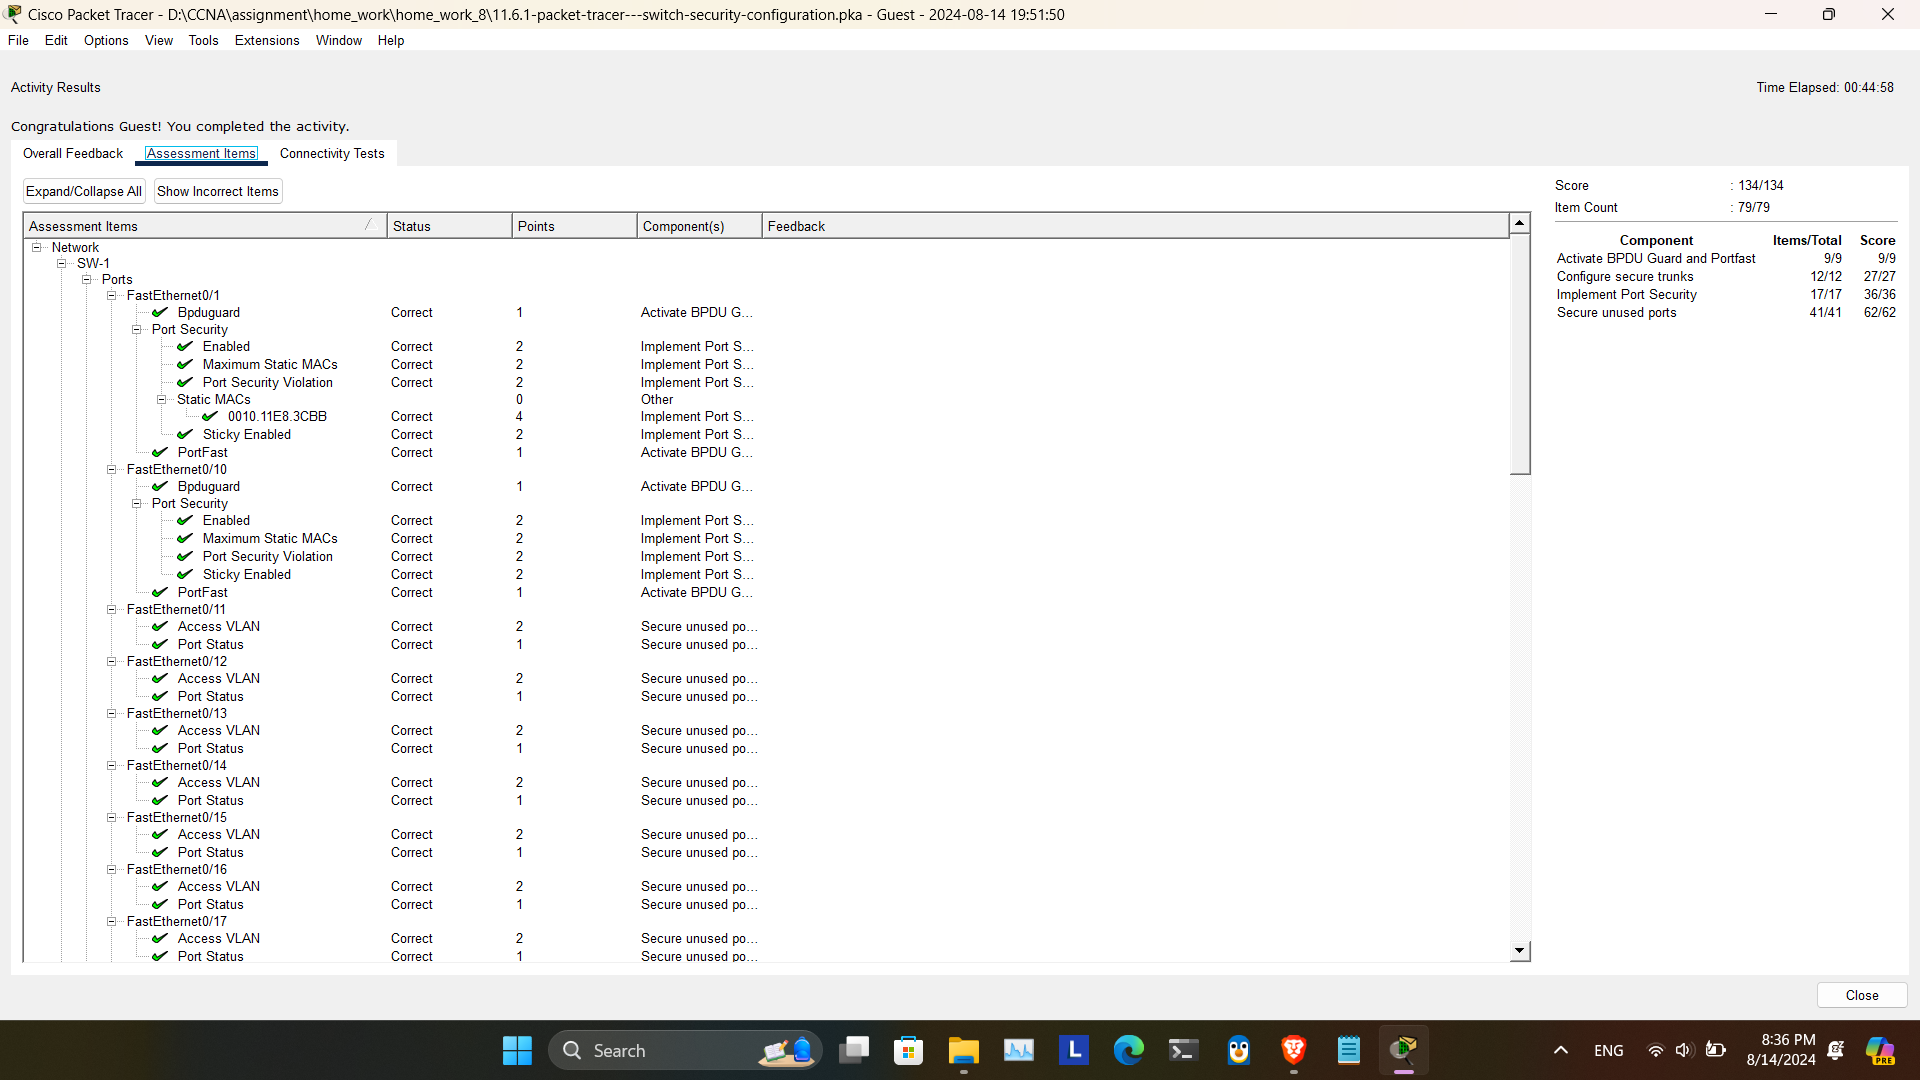 Cisco Packet Tracer - D:\CCNA\assignment\home_work\home_work_8\11.6.1-packet-tracer---switch-security-configuration.pka - Guest - 2024-08-14 19:51:50
File Edit Options View Tools Extensions Window Help
Activity Results Time Elapsed: 00:44:58
Congratulations Guest! You completed the activity.
Overall Feedback Assessment Items Connectivity Tests
Expand/Collapse All Show Incorrect Items
Assessment Items Status Points Component(s) Feedback
Network
SW-1
Ports
FastEthernet0/1
Bpduguard Correct 1 Activate BPDU G...
Port Security
Enabled Correct 2 Implement Port S...
Maximum Static MACs Correct 2 Implement Port S...
Port Security Violation Correct 2 Implement Port S...
Static MACs 0 Other
0010.11E8.3CBB Correct 4 Implement Port S...
Sticky Enabled Correct 2 Implement Port S...
PortFast Correct 1 Activate BPDU G...
FastEthernet0/10
Bpduguard Correct 1 Activate BPDU G...
Port Security
Enabled Correct 2 Implement Port S...
Maximum Static MACs Correct 2 Implement Port S...
Port Security Violation Correct 2 Implement Port S...
Sticky Enabled Correct 2 Implement Port S...
PortFast Correct 1 Activate BPDU G...
FastEthernet0/11
Access VLAN Correct 2 Secure unused po...
Port Status Correct 1 Secure unused po...
FastEthernet0/12
Access VLAN Correct 2 Secure unused po...
Port Status Correct 1 Secure unused po...
FastEthernet0/13
Access VLAN Correct 2 Secure unused po...
Port Status Correct 1 Secure unused po...
FastEthernet0/14
Access VLAN Correct 2 Secure unused po...
Port Status Correct 1 Secure unused po...
FastEthernet0/15
Access VLAN Correct 2 Secure unused po...
Port Status Correct 1 Secure unused po...
FastEthernet0/16
Access VLAN Correct 2 Secure unused po...
Port Status Correct 1 Secure unused po...
FastEthernet0/17
Access VLAN Correct 2 Secure unused po...
Port Status Correct 1 Secure unused po...
Score : 134/134
Item Count : 79/79
Component Items/Total Score
Activate BPDU Guard and Portfast 9/9 9/9
Configure secure trunks 12/12 27/27
Implement Port Security 17/17 36/36
Secure unused ports 41/41 62/62
Close
Search
L
ENG
8:36 PM
8/14/2024
PRE